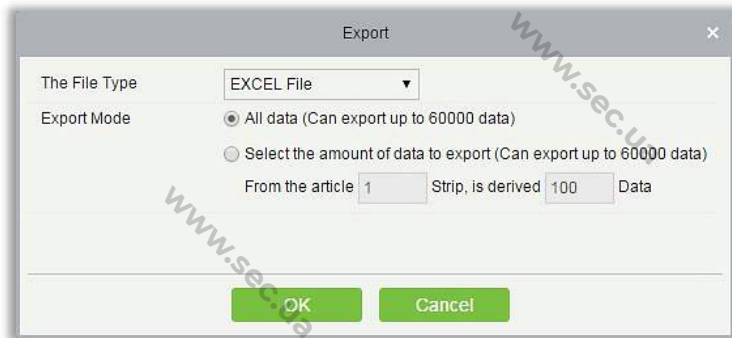 Export ×
The File Type EXCEL File ▼
Export Mode All data (Can export up to 60000 data)
Select the amount of data to export (Can export up to 60000 data)
From the article 1 Strip, is derived 100 Data
OK Cancel
www.sec.ua
www.sec.ua